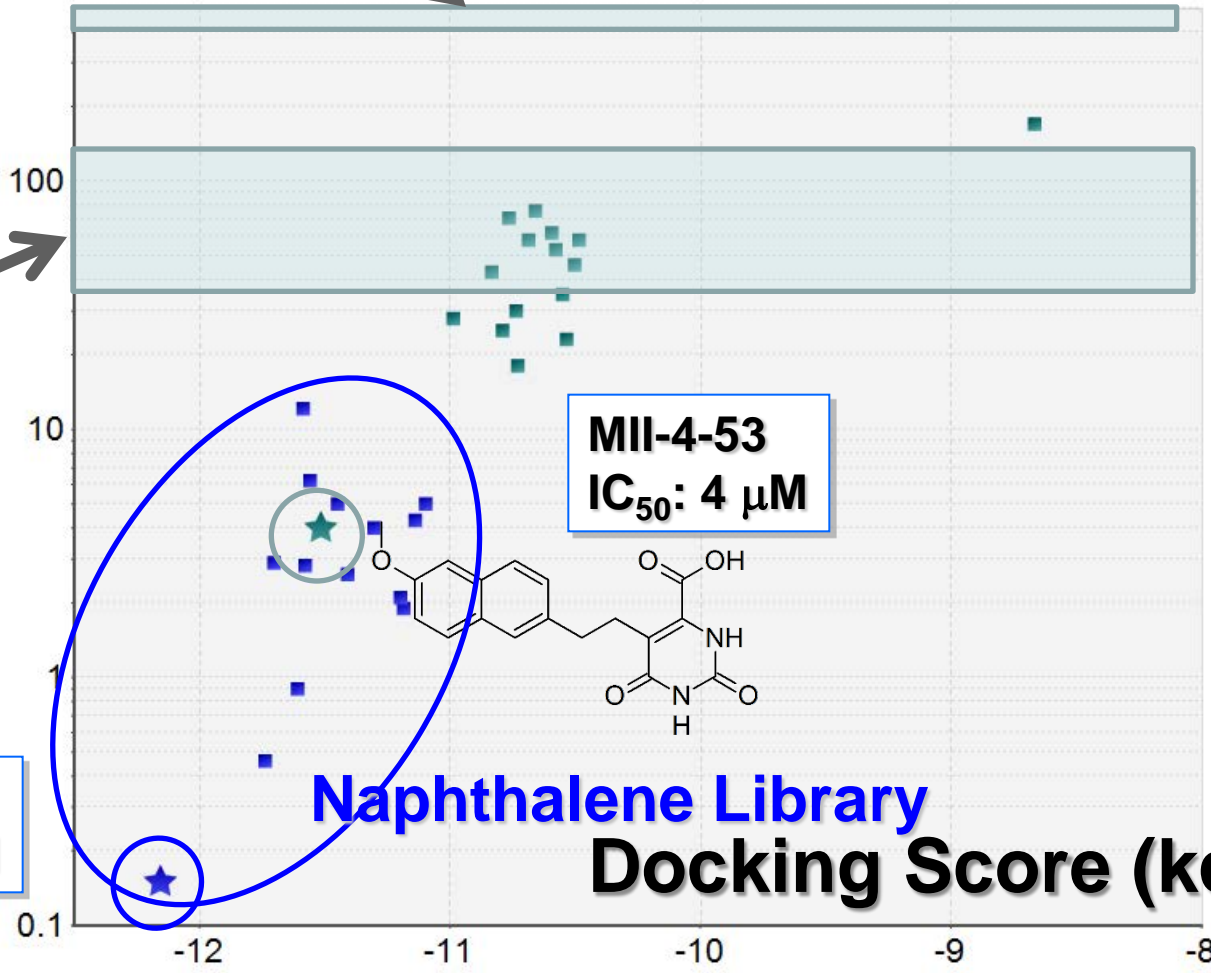 100
10
MII-4-53
IC50: 4 μM
O
O
OH
NH
1
O
N
O
H
Naphthalene Library
Docking Score (k
0.1
-12
-11
-10
-9
-8